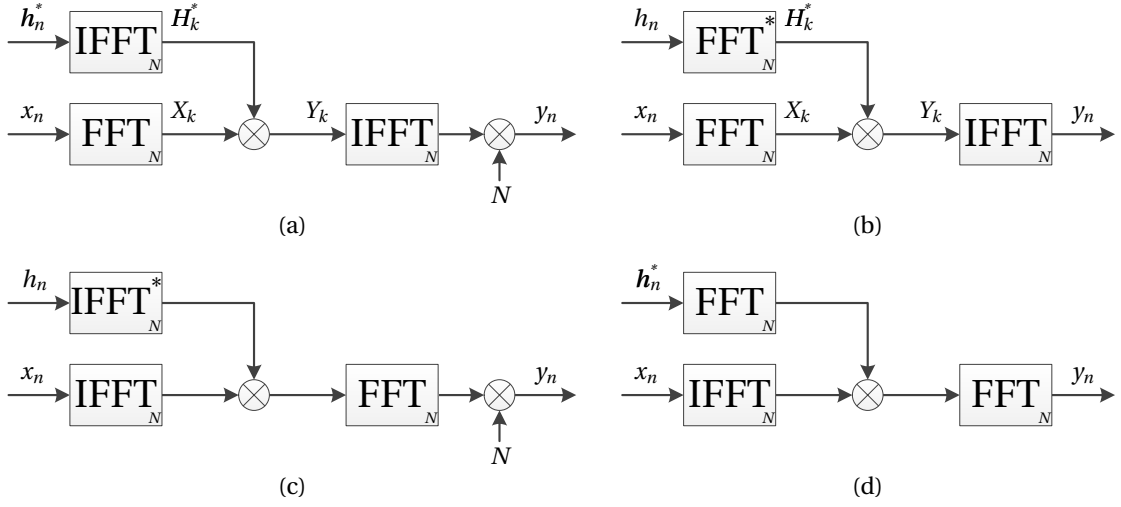 h*ₙ IFFT N H*ₖ
xₙ FFT N Xₖ Yₖ IFFT N yₙ
N
(a)
hₙ FFT* N H*ₖ
xₙ FFT N Xₖ Yₖ IFFT N yₙ
(b)
hₙ IFFT* N
xₙ IFFT N FFT N yₙ
N
(c)
h*ₙ FFT N
xₙ IFFT N FFT N yₙ
(d)